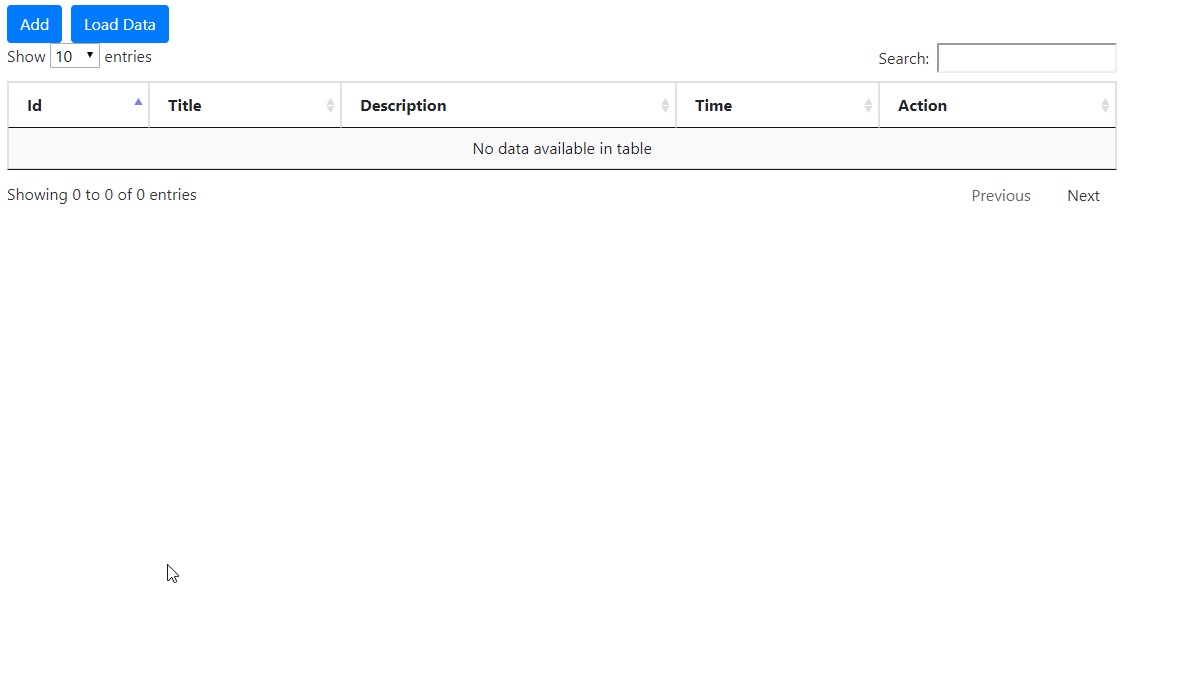 Add Load Data
Show 10 entries Search:
Id Title Description Time Action
No data available in table
Showing 0 to 0 of 0 entries Previous Next